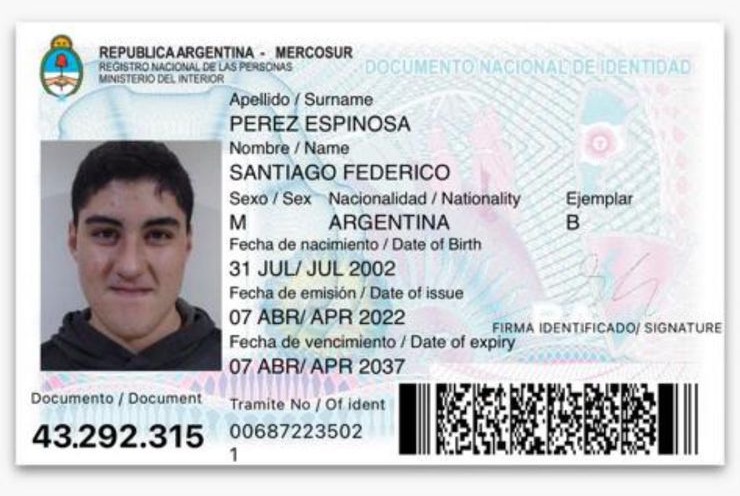 REPUBLICA ARGENTINA - MERCOSUR
REGISTRO NACIONAL DE LAS PERSONAS
MINISTERIO DEL INTERIOR
DOCUMENTO NACIONAL DE IDENTIDAD
Apellido / Surname
PEREZ ESPINOSA
Nombre / Name
SANTIAGO FEDERICO
Sexo / Sex Nacionalidad / Nationality Ejemplar
M ARGENTINA B
Fecha de nacimiento / Date of Birth
31 JUL/ JUL 2002
Fecha de emisión / Date of issue
07 ABR/ APR 2022
FIRMA IDENTIFICADO/ SIGNATURE
Fecha de vencimiento / Date of expiry
07 ABR/ APR 2037
Documento / Document
43.292.315
Tramite No / Of ident
00687223502
1